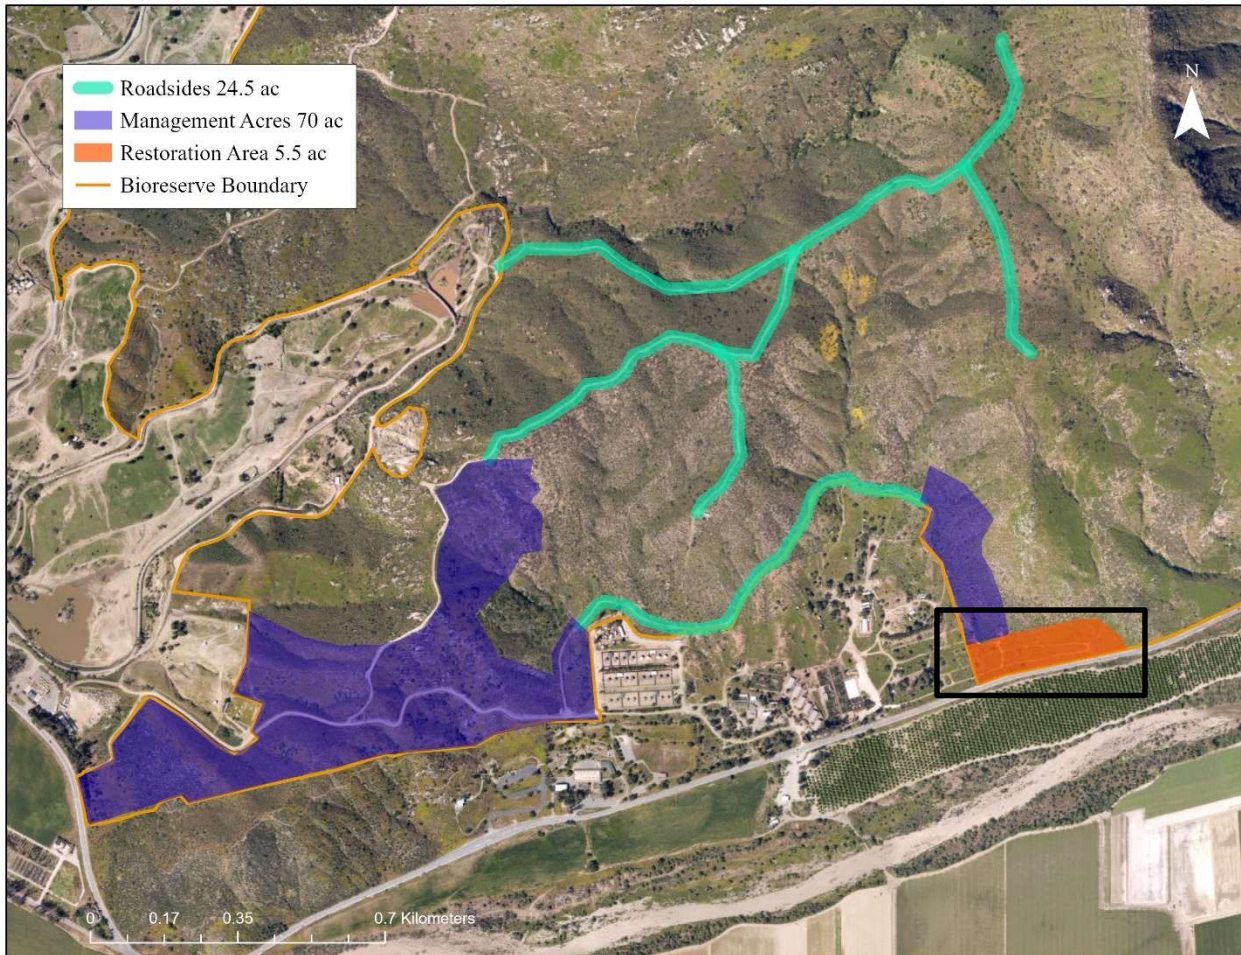 Roadsides 24.5 ac
Management Acres 70 ac
Restoration Area 5.5 ac
Bioreserve Boundary
N
0 0.17 0.35 0.7 Kilometers